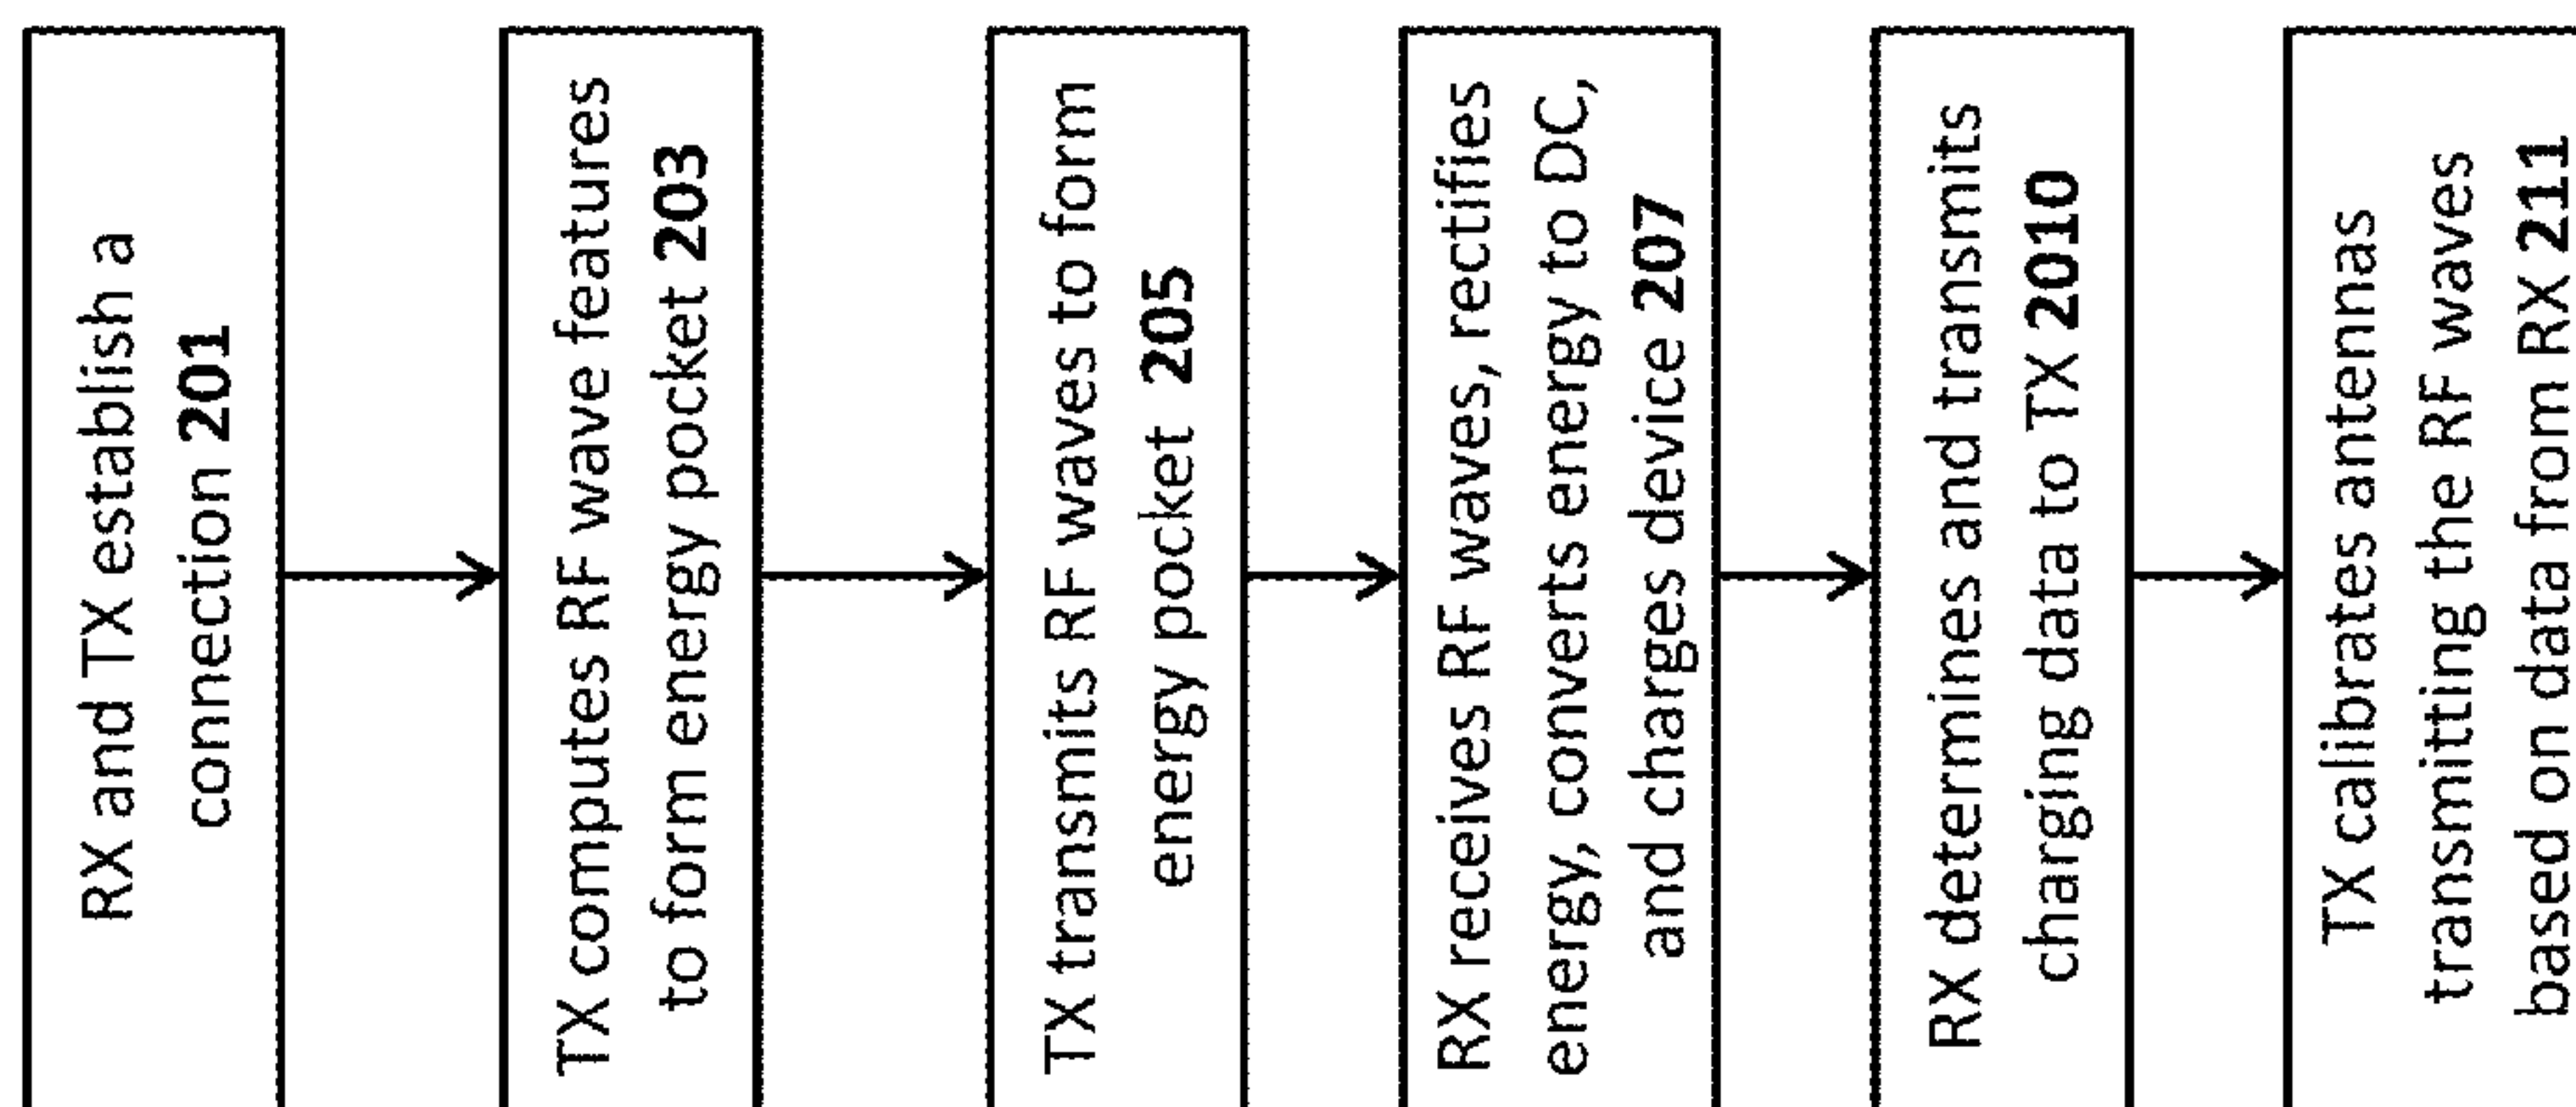 RX and TX establish a
connection 201
TX computes RF wave features
to form energy pocket 203
TX transmits RF waves to form
energy pocket 205
RX receives RF waves, rectifies
energy, converts energy to DC,
and charges device 207
RX determines and transmits
charging data to TX 2010
TX calibrates antennas
transmitting the RF waves
based on data from RX 211